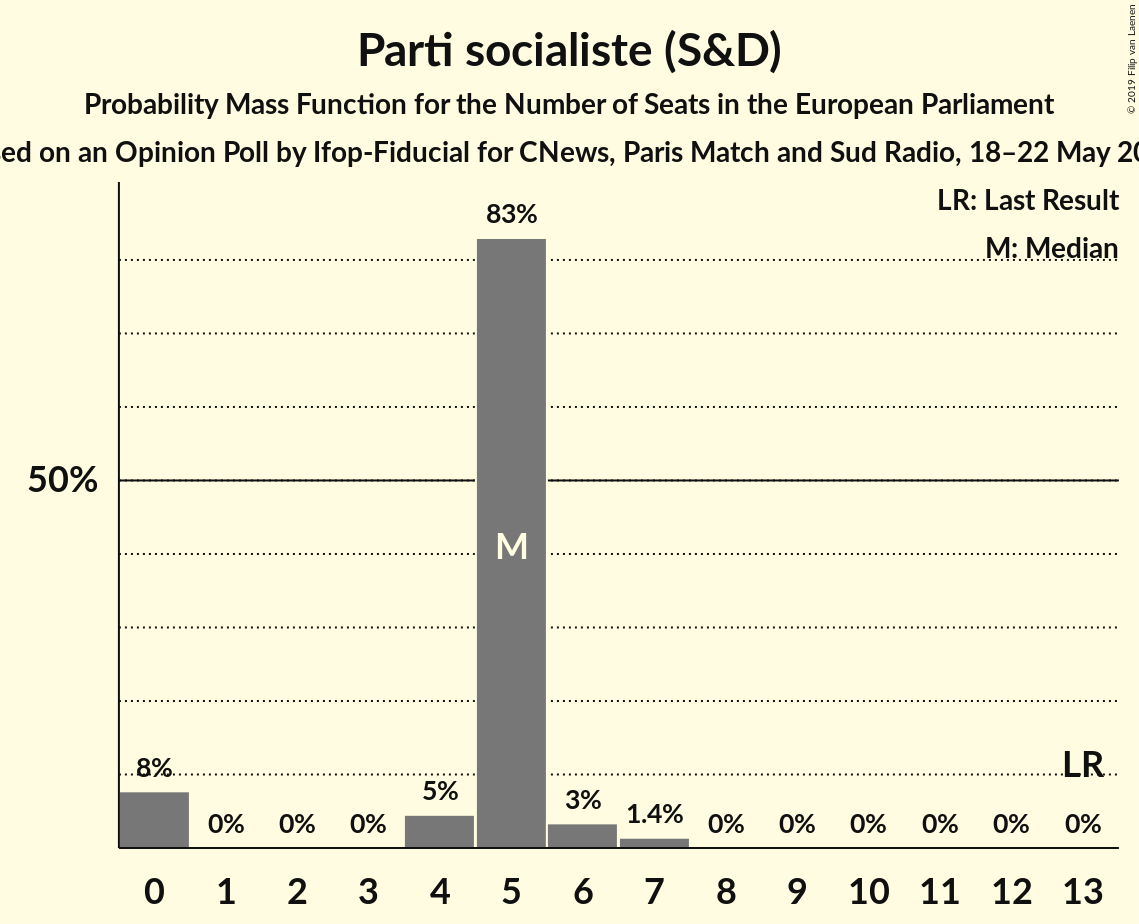 Parti socialiste (S&D)
Probability Mass Function for the Number of Seats in the European Parliament
sed on an Opinion Poll by Ifop-Fiducial for CNews, Paris Match and Sud Radio, 18–22 May 20
© 2019 Filip van Laenen
LR: Last Result
M: Median
83%
50%
M
LR
8%
0%
0%
0%
5%
3%
1.4%
0%
0%
0%
0%
0%
0%
0 1 2 3 4 5 6 7 8 9 10 11 12 13